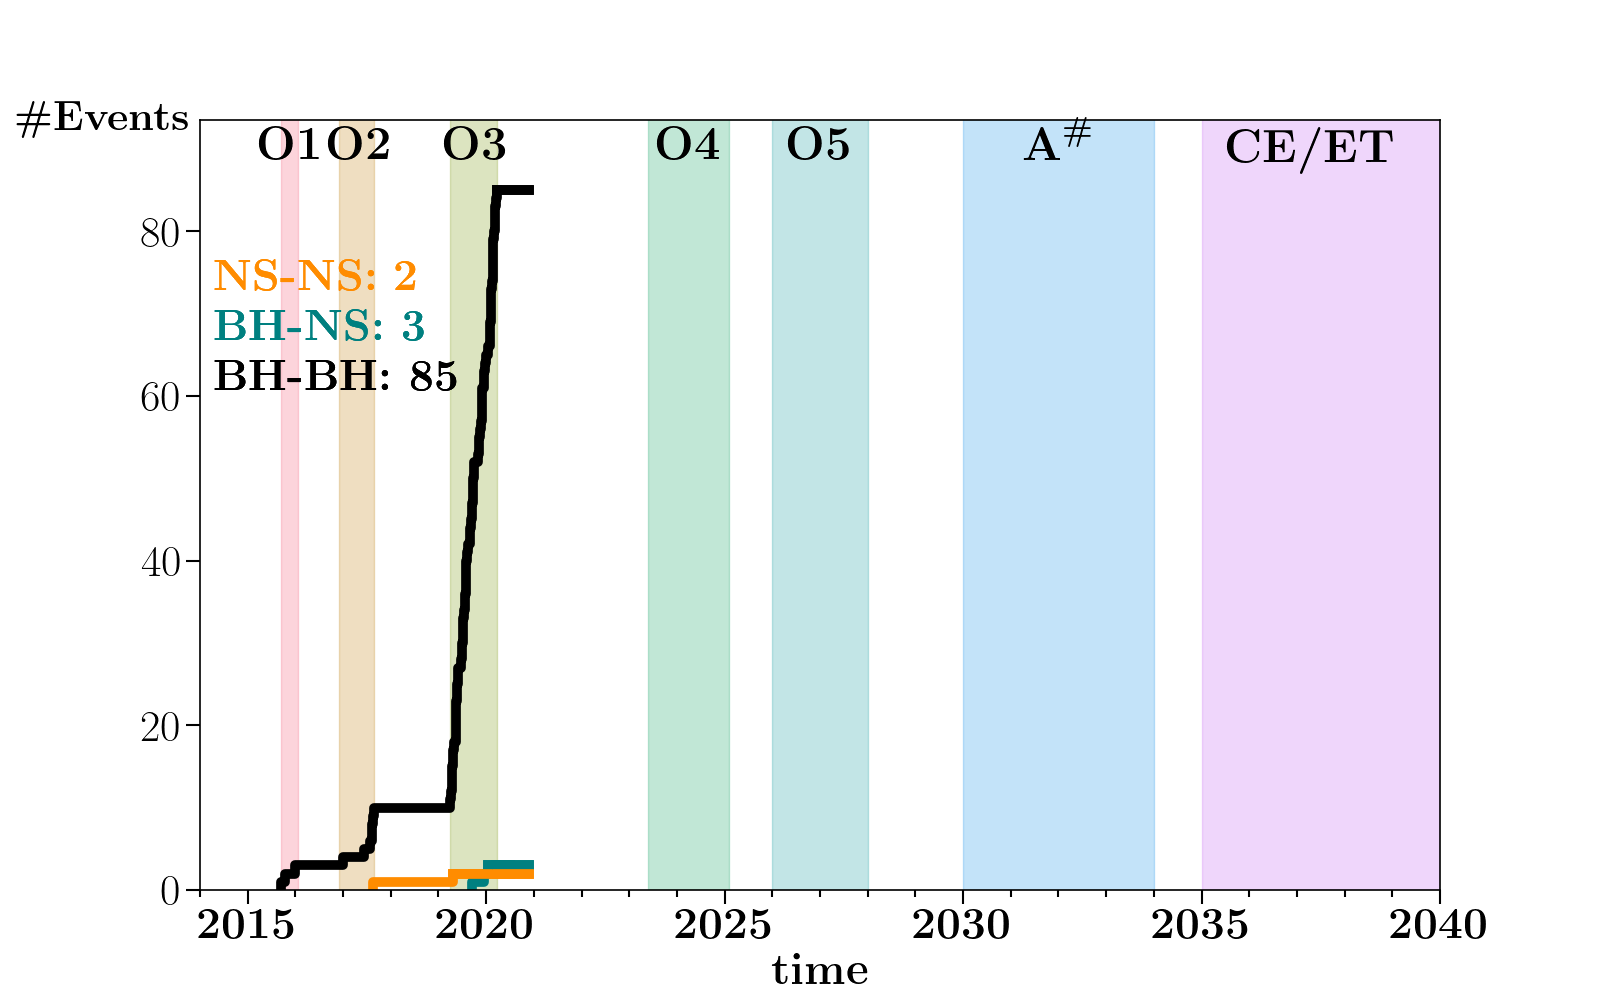 #Events
O1 O2 O3 O4 O5 A# CE/ET
80
NS-NS: 2
BH-NS: 3
BH-BH: 85
60
40
20
0
2015 2020 2025 2030 2035 2040
time